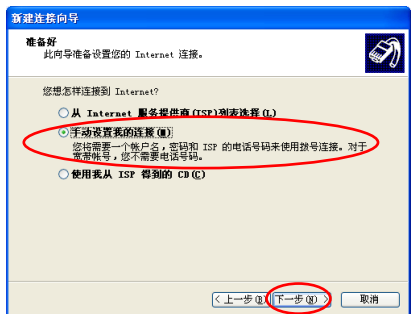 新建连接向导
准备好
此向导准备设置您的 Internet 连接。
您想怎样连接到 Internet?
从 Internet 服务提供商(ISP)列表选择(L)
手动设置我的连接(M)
您将需要一个帐户名，密码和 ISP 的电话号码来使用拨号连接。对于
宽带帐号，您不需要电话号码。
使用我从 ISP 得到的 CD(C)
<上一步(B) 下一步(N)> 取消